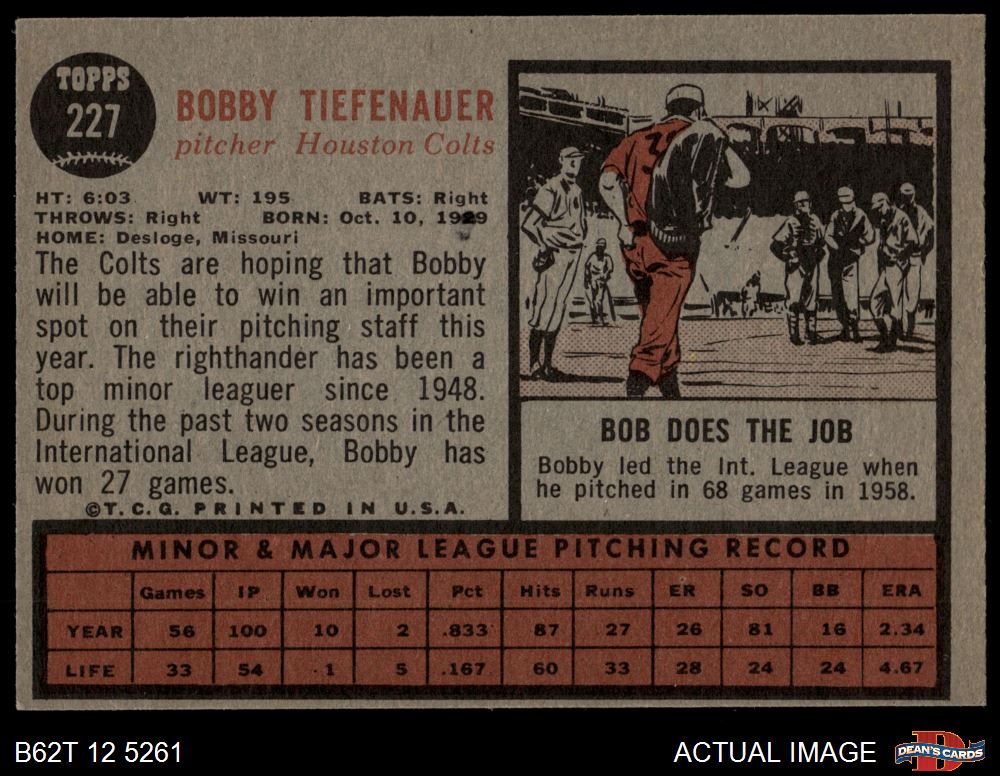 TOPPS
227
BOBBY TIEFENAUER
pitcher Houston Colts
HT: 6:03 WT: 195 BATS: Right
THROWS: Right BORN: Oct. 10, 1929
HOME: Desloge, Missouri
The Colts are hoping that Bobby
will be able to win an important
spot on their pitching staff this
year. The righthander has been a
top minor leaguer since 1948.
During the past two seasons in the
International League, Bobby has
won 27 games.
©T.C.G. PRINTED IN U.S.A.
BOB DOES THE JOB
Bobby led the Int. League when
he pitched in 68 games in 1958.
MINOR & MAJOR LEAGUE PITCHING RECORD
Games IP Won Lost Pct Hits Runs ER SO BB ERA
YEAR 56 100 10 2 .833 87 27 26 81 16 2.34
LIFE 33 54 1 5 .167 60 33 28 24 24 4.67
B62T 12 5261
ACTUAL IMAGE
DEAN'S CARDS